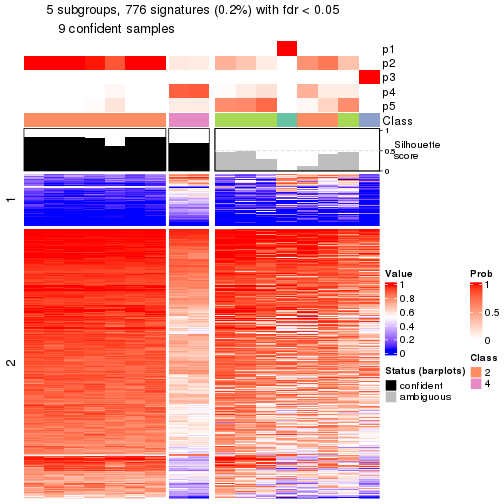 5 subgroups, 776 signatures (0.2%) with fdr < 0.05
9 confident samples
p1
p2
p3
p4
p5
Class
1
0.5
0
Silhouette
score
1
2
Value
1
0.8
0.6
0.4
0.2
0
Prob
1
0.5
0
Status (barplots)
confident
ambiguous
Class
2
4